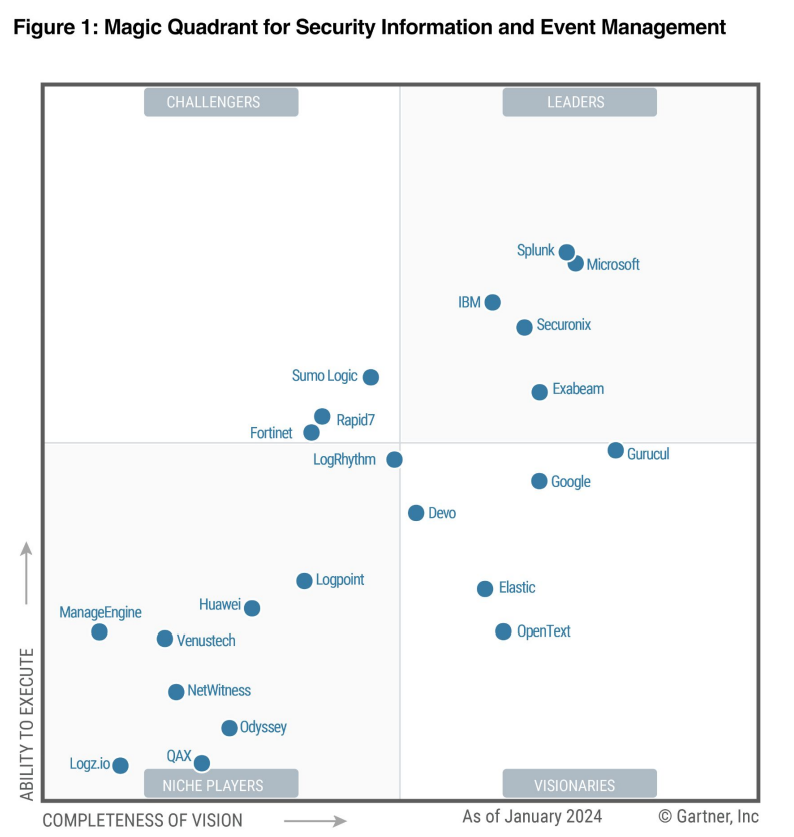 Figure 1: Magic Quadrant for Security Information and Event Management
CHALLENGERS
LEADERS
Splunk
Microsoft
IBM
Securonix
Sumo Logic
Exabeam
Rapid7
Fortinet
LogRhythm
Gurucul
Google
Devo
Logpoint
Elastic
Huawei
ManageEngine
OpenText
Venustech
NetWitness
Odyssey
QAX
Logz.io
NICHE PLAYERS
VISIONARIES
ABILITY TO EXECUTE
COMPLETENESS OF VISION
As of January 2024
© Gartner, Inc